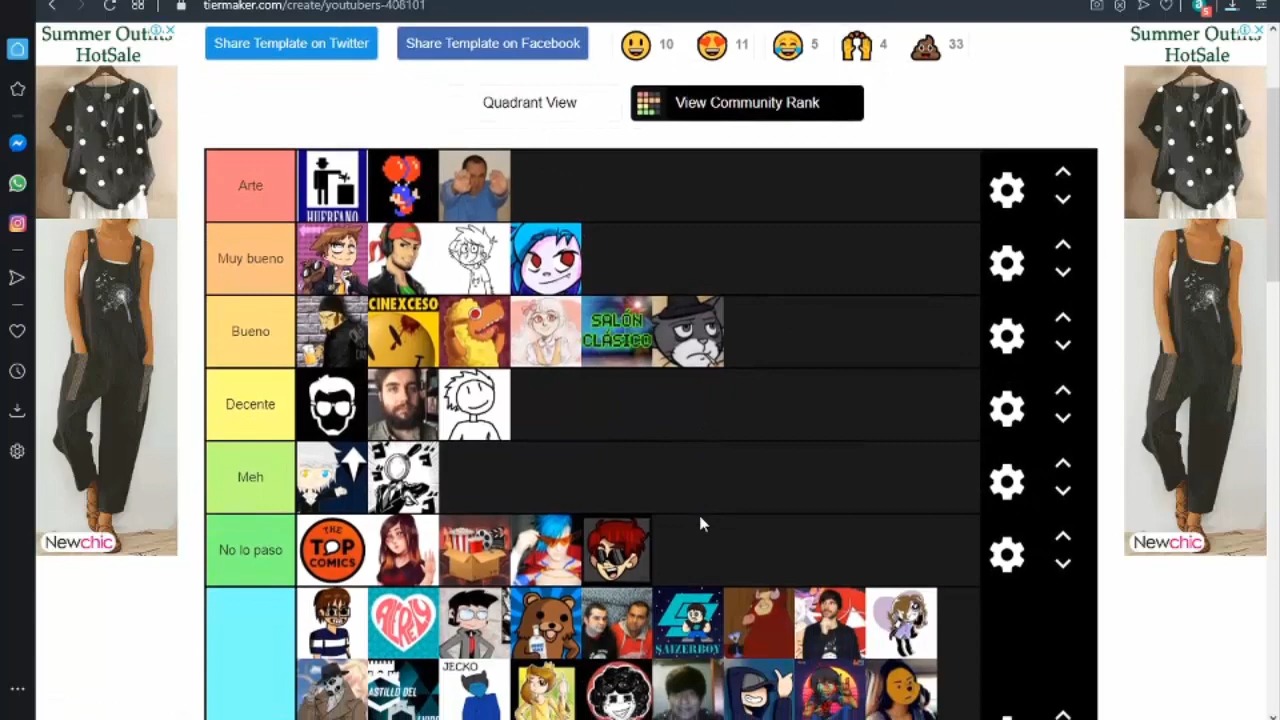 tiermaker.com/create/youtubers-408101
Summer Outfits
HotSale
Share Template on Twitter
Share Template on Facebook
10
11
5
4
33
Summer Outfits
HotSale
Quadrant View
View Community Rank
Arte
HUERFANO
Muy bueno
Bueno
CINEXCESO
SALÓN
CLÁSICO
Decente
Meh
No lo paso
THE
TOP
COMICS
Newchic
Newchic
SAIZERBOY
JECKO